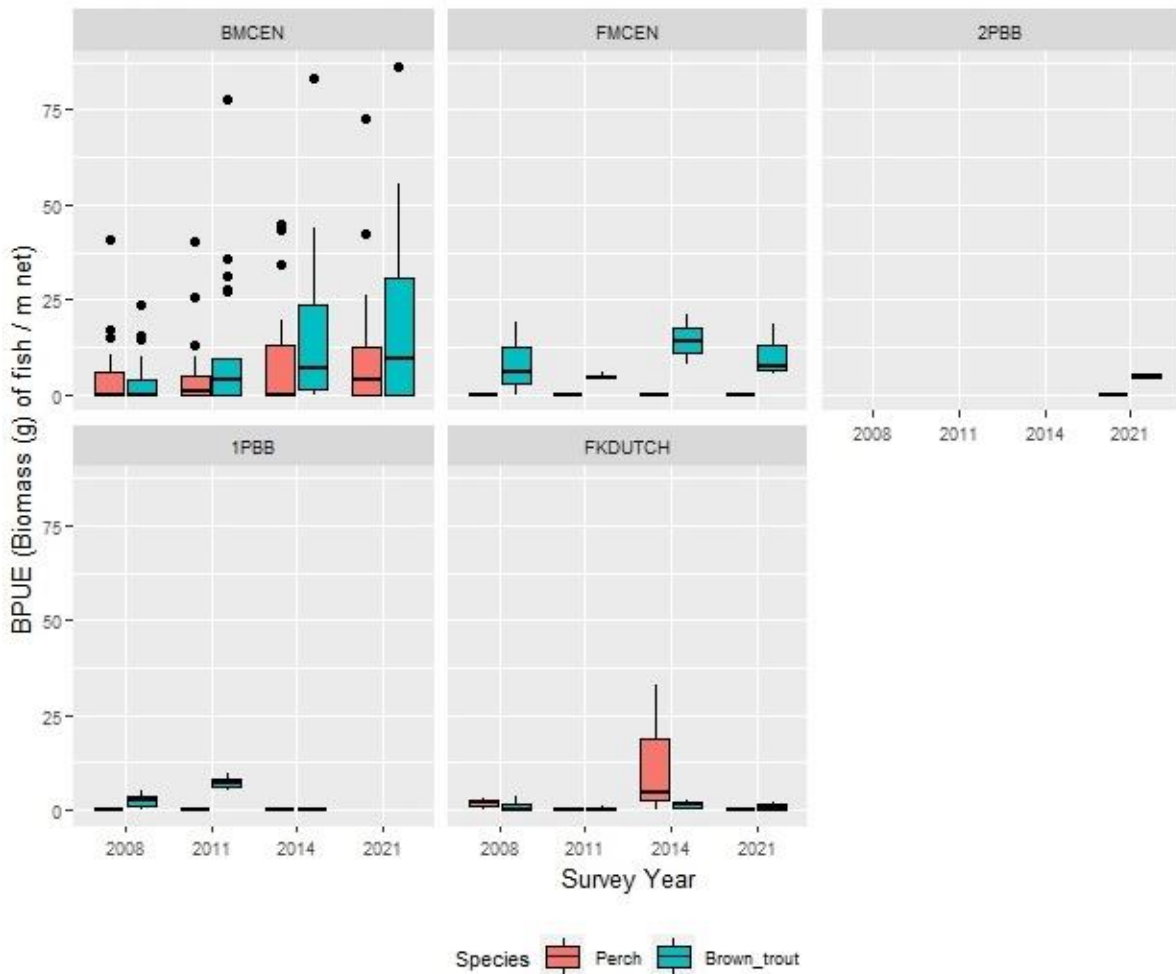 BMCEN
FMCEN
2PBB
75
50
25
0
2008 2011 2014 2021
1PBB
FKDUTCH
75
50
25
0
2008 2011 2014 2021
2008 2011 2014 2021
BPUE (Biomass (g) of fish / m net)
Survey Year
Species Perch Brown_trout